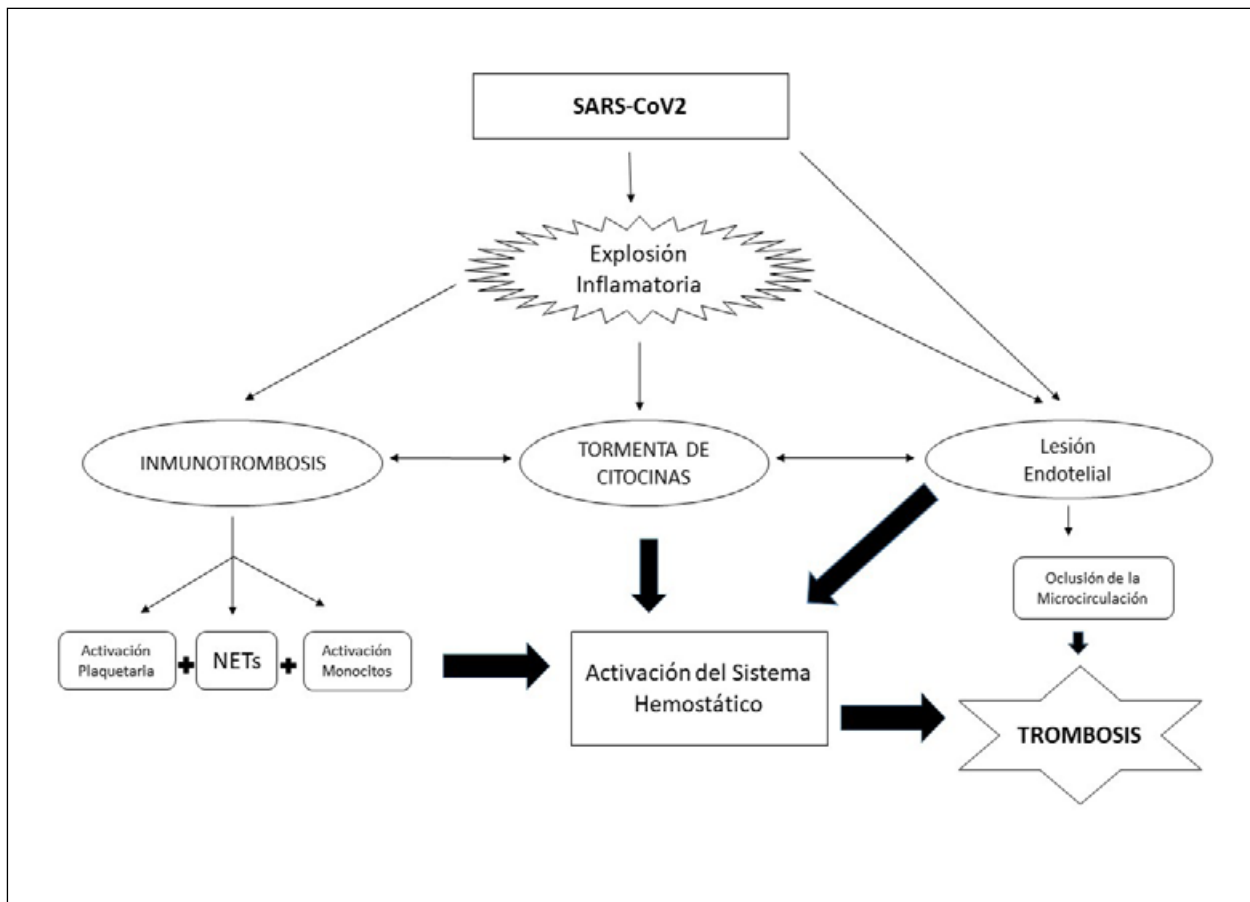 SARS-CoV2
Explosión
Inflamatoria
INMUNOTROMBOSIS
TORMENTA DE
CITOCINAS
Lesión
Endotelial
Oclusión de la
Microcirculación
Activación
Plaquetaria
NETs
Activación
Monocitos
Activación del Sistema
Hemostático
TROMBOSIS